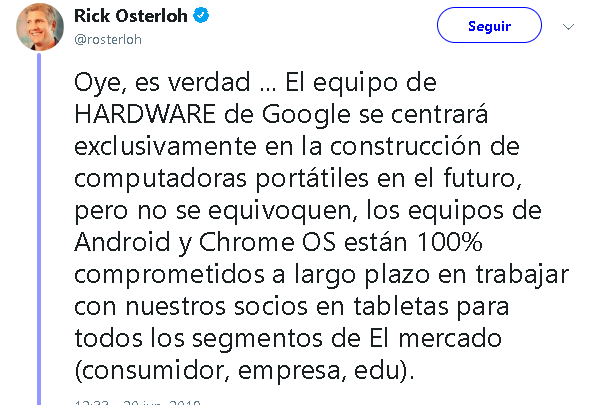 Rick Osterloh
@rosterloh
Seguir
Oye, es verdad ... El equipo de
HARDWARE de Google se centrará
exclusivamente en la construcción de
computadoras portátiles en el futuro,
pero no se equivoquen, los equipos de
Android y Chrome OS están 100%
comprometidos a largo plazo en trabajar
con nuestros socios en tabletas para
todos los segmentos de El mercado
(consumidor, empresa, edu).